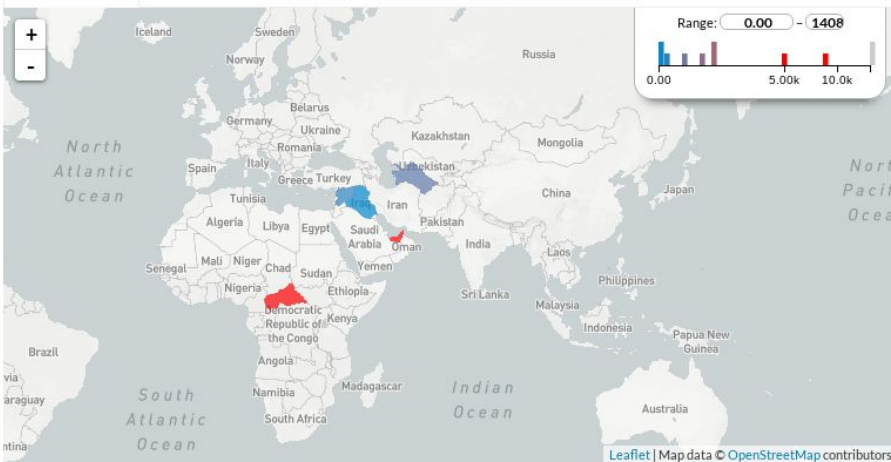 +
-
Range: 0.00 – 1408
0.00 5.00k 10.0k
Iceland
Sweden
Norway
Russia
Belarus
Germany
Ukraine
Kazakhstan
Romania
Mongolia
North
Atlantic
Ocean
Italy
Spain
Uzbekistan
Greece Turkey
China
Japan
Nort
Pacif
Ocea
Tunisia
Iraq
Iran
Algeria
Libya
Egypt
Pakistan
Saudi
Arabia
Oman
India
Laos
Mali
Niger
Chad
Sudan
Yemen
Senegal
Nigeria
Ethiopia
Philippines
Sri Lanka
Malaysia
Democratic
Republic of
the Congo
Kenya
Indonesia
Papua New
Guinea
Brazil
Angola
Madagascar
Namibia
South Africa
via
araguay
ntina
South
Atlantic
Ocean
Indian
Ocean
Australia
Leaflet | Map data © OpenStreetMap contributors